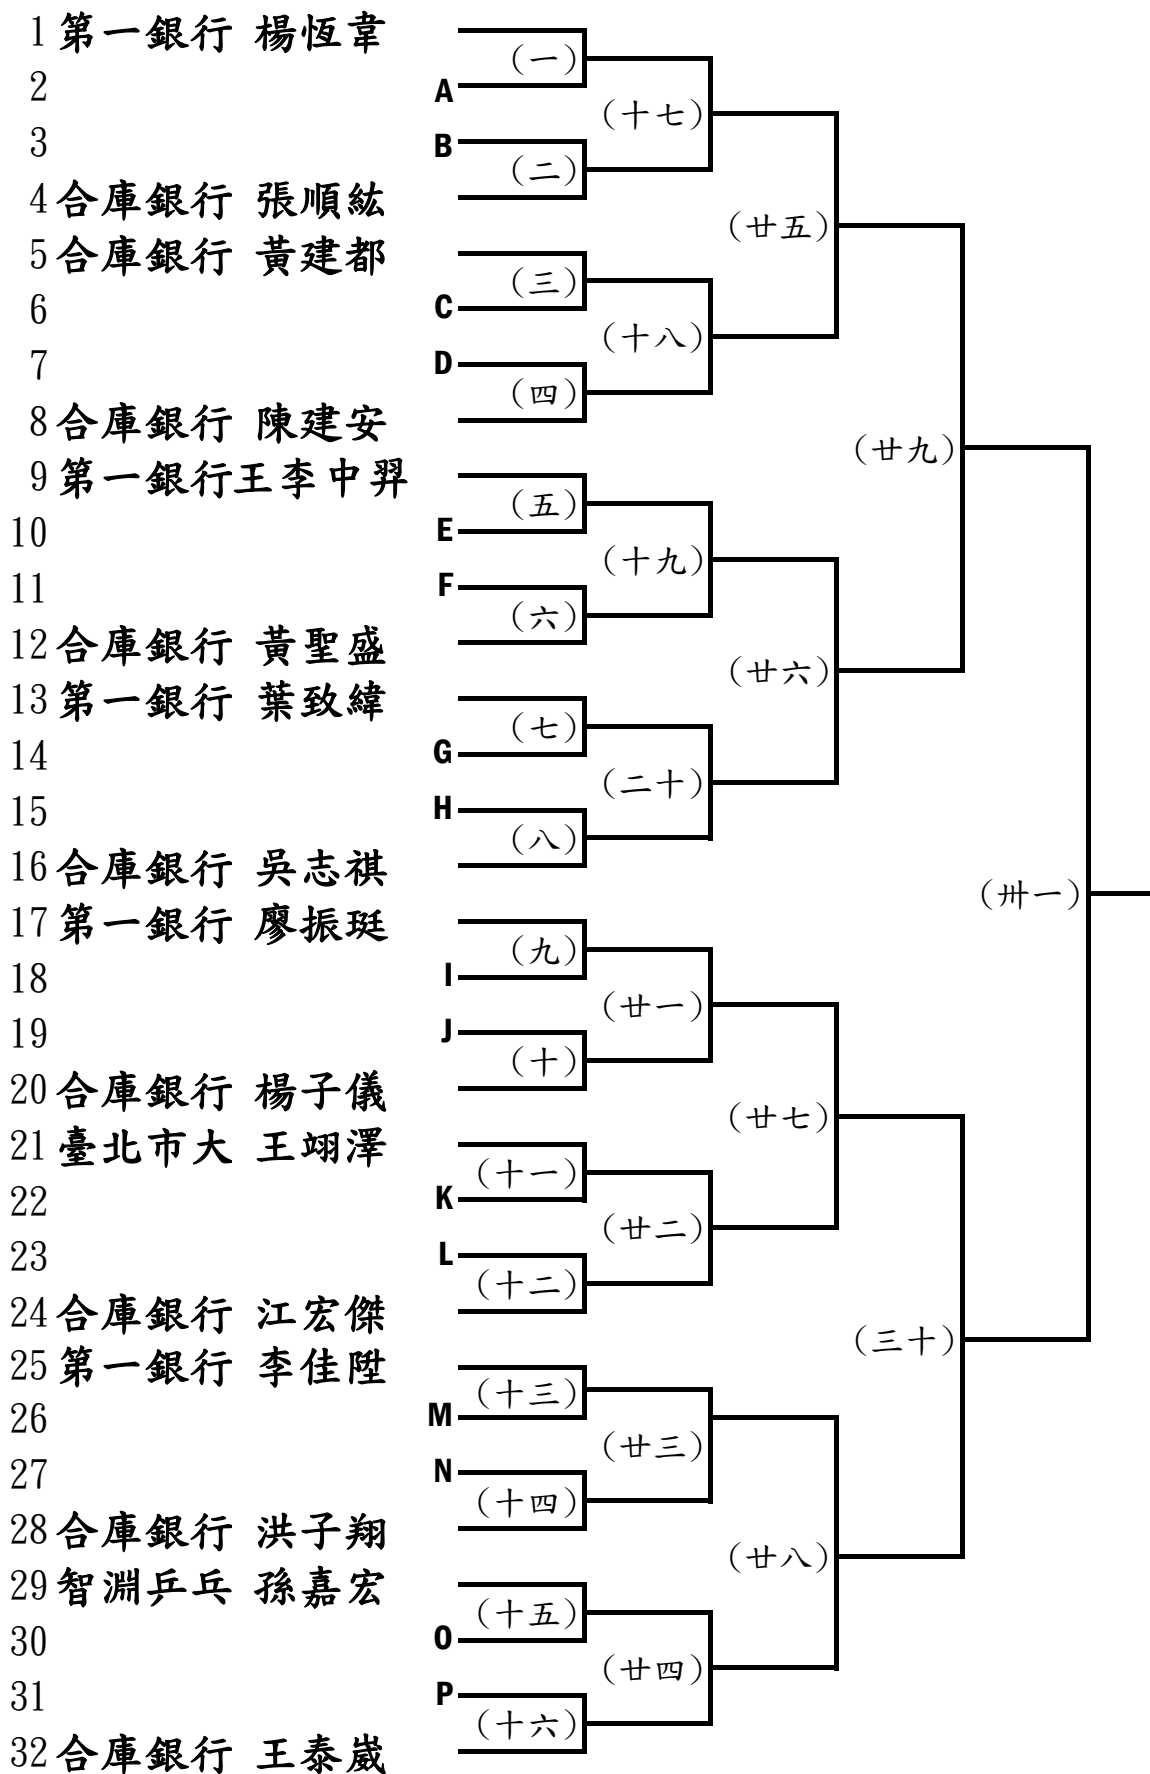 1 第一銀行 楊恆韋
(一)
2 A
(十七)
3 B
(二)
4 合庫銀行 張順紘
(廿五)
5 合庫銀行 黃建都
(三)
6 C
(十八)
7 D
(四)
8 合庫銀行 陳建安
(廿九)
9 第一銀行王李中羿
(五)
10 E
(十九)
11 F
(六)
12 合庫銀行 黃聖盛
(廿六)
13 第一銀行 葉致緯
(七)
14 G
(二十)
15 H
(八)
16 合庫銀行 吳志祺
(卅一)
17 第一銀行 廖振珽
(九)
18 I
(廿一)
19 J
(十)
20 合庫銀行 楊子儀
(廿七)
21 臺北市大 王翊澤
(十一)
22 K
(廿二)
23 L
(十二)
24 合庫銀行 江宏傑
(三十)
25 第一銀行 李佳陞
(十三)
26 M
(廿三)
27 N
(十四)
28 合庫銀行 洪子翔
(廿八)
29 智淵乒乓 孫嘉宏
(十五)
30 O
(廿四)
31 P
(十六)
32 合庫銀行 王泰崴